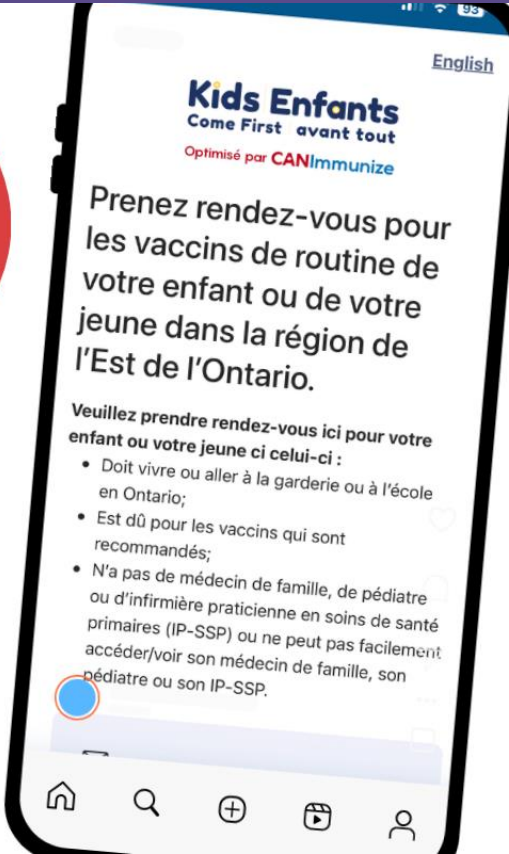 93
English
Kids Enfants
Come First avant tout
Optimisé par CANImmunize
Prenez rendez-vous pour
les vaccins de routine de
votre enfant ou de votre
jeune dans la région de
l'Est de l'Ontario.
Veuillez prendre rendez-vous ici pour votre
enfant ou votre jeune ci celui-ci :
• Doit vivre ou aller à la garderie ou à l'école
en Ontario;
• Est dû pour les vaccins qui sont
recommandés;
• N'a pas de médecin de famille, de pédiatre
ou d'infirmière praticienne en soins de santé
primaires (IP-SSP) ou ne peut pas facilement
accéder/voir son médecin de famille, son
pédiatre ou son IP-SSP.